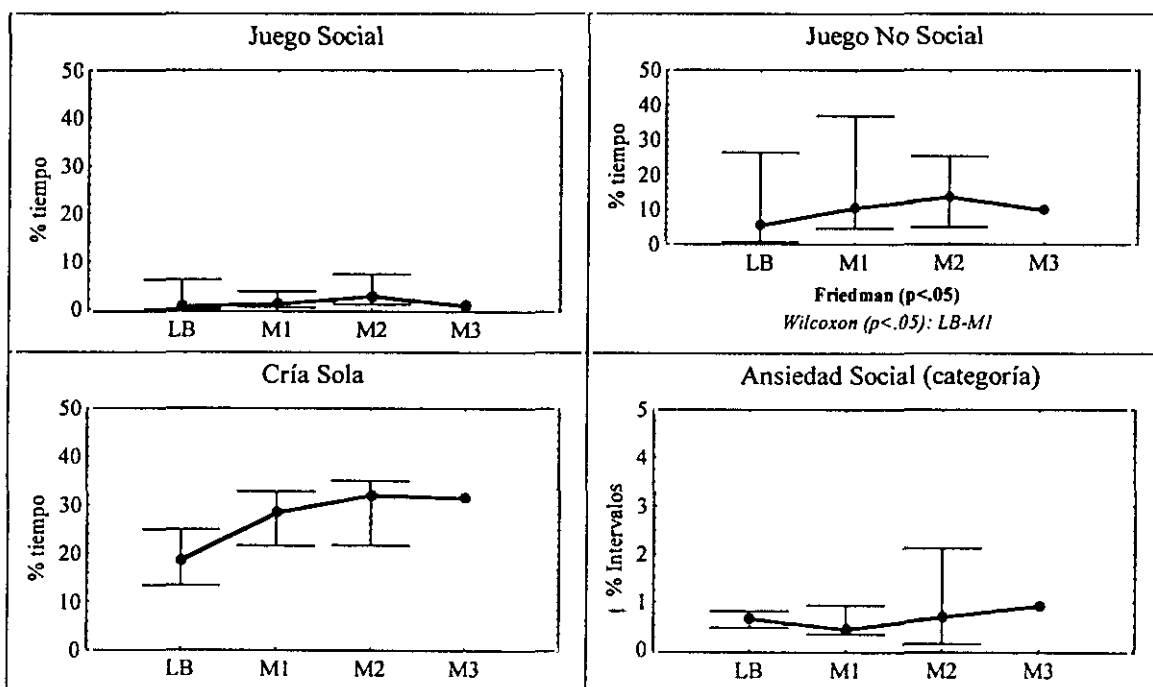 Juego Social
50
40
30
20
10
0
% tiempo
LB M1 M2 M3
Juego No Social
50
40
30
20
10
0
% tiempo
LB M1 M2 M3
Friedman (p<.05)
Wilcoxon (p<.05): LB-M1
Cría Sola
50
40
30
20
10
0
% tiempo
LB M1 M2 M3
Ansiedad Social (categoría)
5
4
3
2
1
0
% Intervalos
LB M1 M2 M3